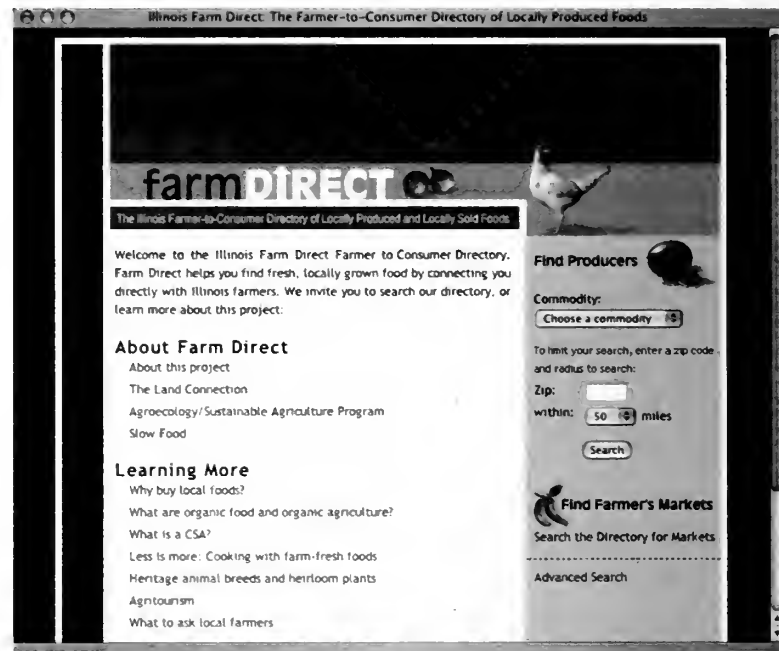 Illinois Farm Direct: The Farmer-to-Consumer Directory of Locally Produced Foods
farmDIRECT
The Illinois Farmer-to-Consumer Directory of Locally Produced and Locally Sold Foods
Welcome to the Illinois Farm Direct Farmer to Consumer Directory.
Farm Direct helps you find fresh, locally grown food by connecting you
directly with Illinois farmers. We invite you to search our directory, or
learn more about this project:
About Farm Direct
About this project
The Land Connection
Agroecology/Sustainable Agriculture Program
Slow Food
Learning More
Why buy local foods?
What are organic food and organic agriculture?
What is a CSA?
Less is more: Cooking with farm-fresh foods
Heritage animal breeds and heirloom plants
Agritourism
What to ask local farmers
Find Producers
Commodity:
Choose a commodity
To limit your search, enter a zip code
and radius to search:
Zip:
within: 50 miles
Search
Find Farmer's Markets
Search the Directory for Markets
Advanced Search